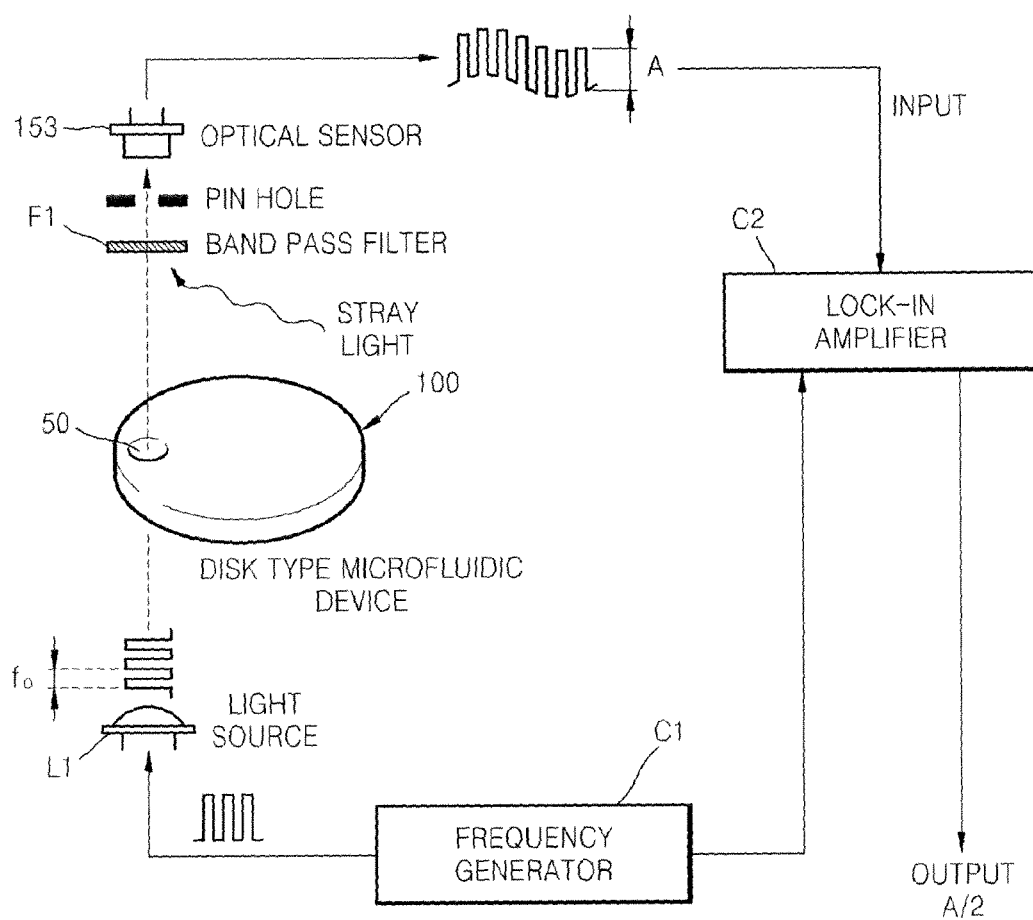 A
INPUT
153
OPTICAL SENSOR
PIN HOLE
F1
BAND PASS FILTER
C2
STRAY
LIGHT
LOCK-IN
AMPLIFIER
100
50
DISK TYPE MICROFLUIDIC
DEVICE
fo
LIGHT
SOURCE
L1
C1
FREQUENCY
GENERATOR
OUTPUT
A/2